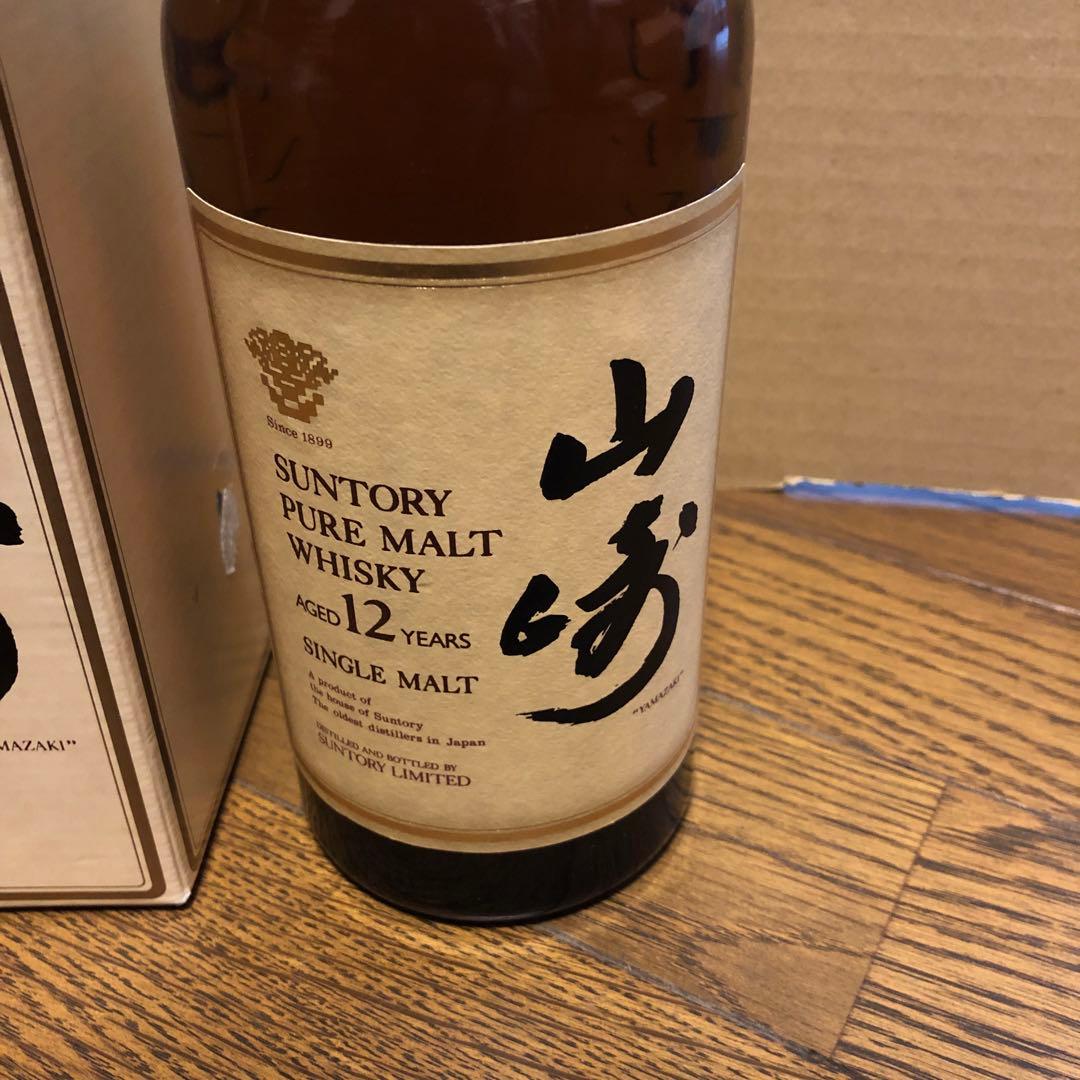 Since 1899
SUNTORY
PURE MALT
WHISKY
AGED 12 YEARS
SINGLE MALT
A product of
the house of Suntory
The oldest distillers in Japan
DISTILLED AND BOTTLED BY
SUNTORY LIMITED
山崎
"YAMAZAKI"
MAZAKI"